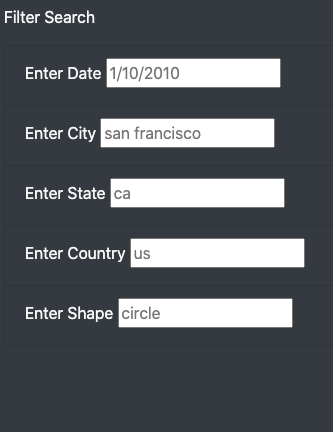 Filter Search
Enter Date 1/10/2010
Enter City san francisco
Enter State ca
Enter Country us
Enter Shape circle